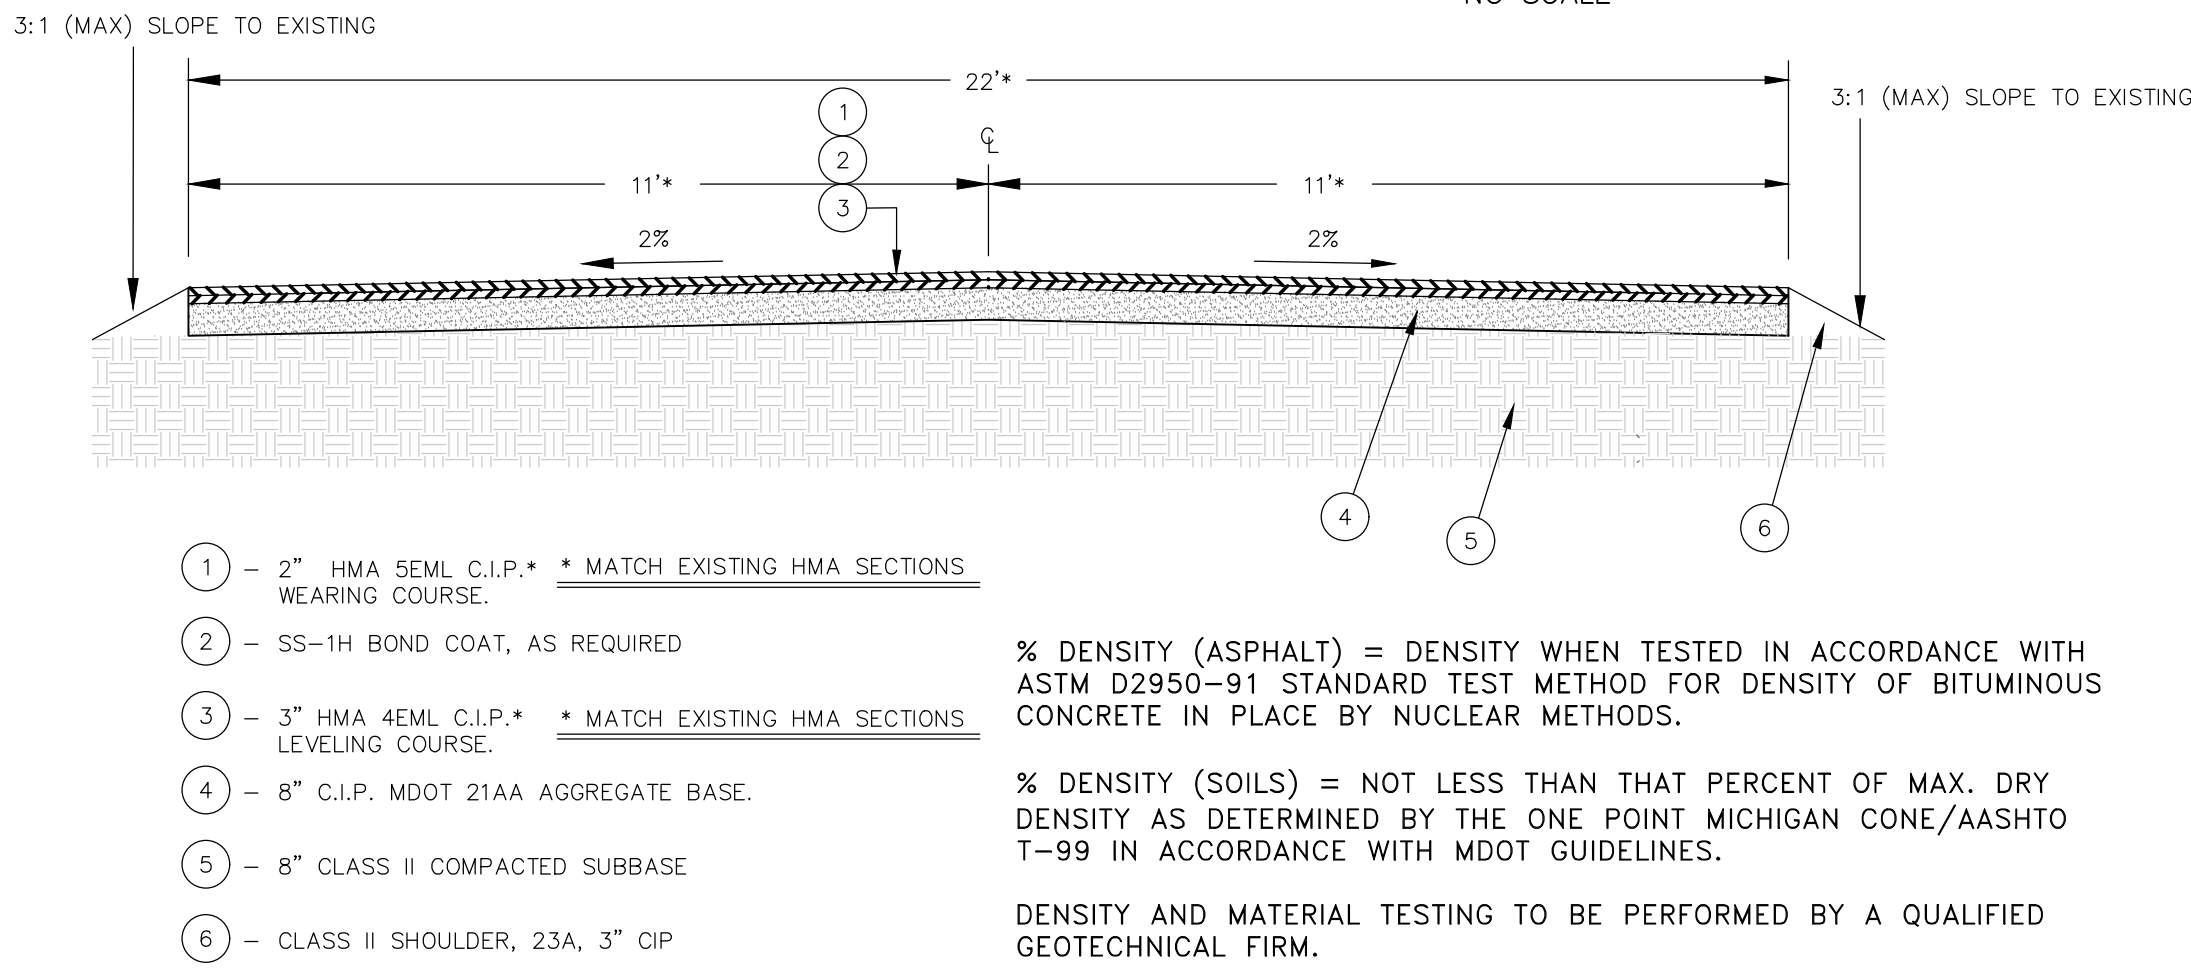 NO SCALE
3:1 (MAX) SLOPE TO EXISTING
22'*
3:1 (MAX) SLOPE TO EXISTING
1
2
3
℄
11'*
11'*
2%
2%
4
5
6
1 – 2” HMA 5EML C.I.P.* * MATCH EXISTING HMA SECTIONS
WEARING COURSE.
2 – SS–1H BOND COAT, AS REQUIRED
3 – 3” HMA 4EML C.I.P.* * MATCH EXISTING HMA SECTIONS
LEVELING COURSE.
4 – 8” C.I.P. MDOT 21AA AGGREGATE BASE.
5 – 8” CLASS II COMPACTED SUBBASE
6 – CLASS II SHOULDER, 23A, 3” CIP
% DENSITY (ASPHALT) = DENSITY WHEN TESTED IN ACCORDANCE WITH
ASTM D2950–91 STANDARD TEST METHOD FOR DENSITY OF BITUMINOUS
CONCRETE IN PLACE BY NUCLEAR METHODS.
% DENSITY (SOILS) = NOT LESS THAN THAT PERCENT OF MAX. DRY
DENSITY AS DETERMINED BY THE ONE POINT MICHIGAN CONE/AASHTO
T–99 IN ACCORDANCE WITH MDOT GUIDELINES.
DENSITY AND MATERIAL TESTING TO BE PERFORMED BY A QUALIFIED
GEOTECHNICAL FIRM.